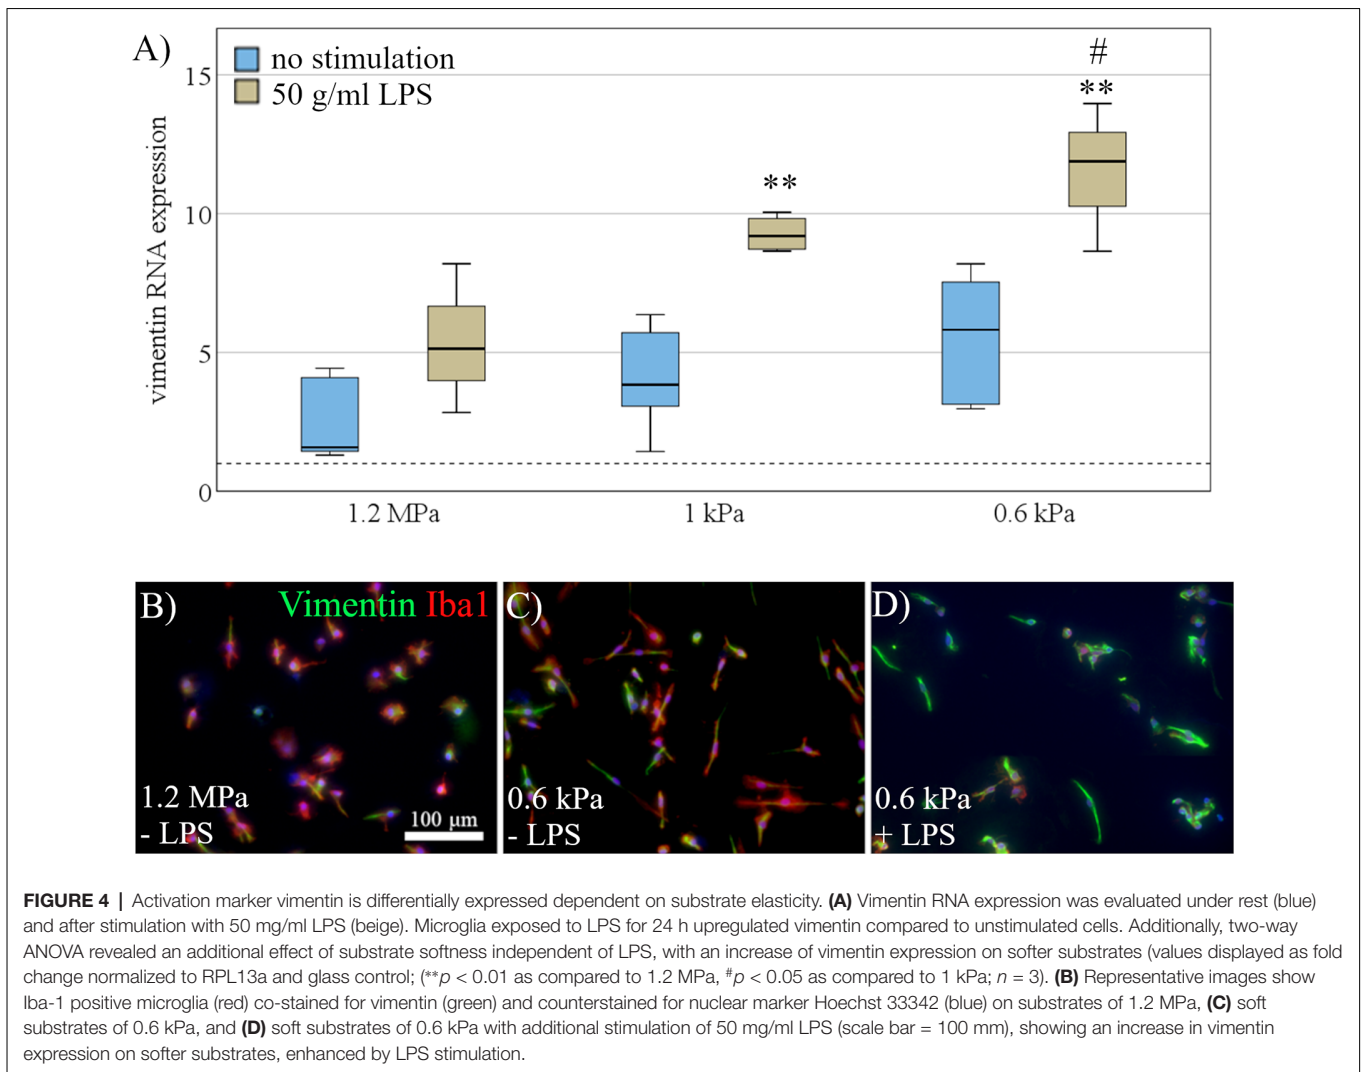 A)
no stimulation
50 g/ml LPS
#
**
**
15
10
5
0
vimentin RNA expression
1.2 MPa 1 kPa 0.6 kPa
B) Vimentin Iba1 C) D)
1.2 MPa
- LPS
100 μm
0.6 kPa
- LPS
0.6 kPa
+ LPS
FIGURE 4 | Activation marker vimentin is differentially expressed dependent on substrate elasticity. (A) Vimentin RNA expression was evaluated under rest (blue)
and after stimulation with 50 mg/ml LPS (beige). Microglia exposed to LPS for 24 h upregulated vimentin compared to unstimulated cells. Additionally, two-way
ANOVA revealed an additional effect of substrate softness independent of LPS, with an increase of vimentin expression on softer substrates (values displayed as fold
change normalized to RPL13a and glass control; (**p < 0.01 as compared to 1.2 MPa, #p < 0.05 as compared to 1 kPa; n = 3). (B) Representative images show
Iba-1 positive microglia (red) co-stained for vimentin (green) and counterstained for nuclear marker Hoechst 33342 (blue) on substrates of 1.2 MPa, (C) soft
substrates of 0.6 kPa, and (D) soft substrates of 0.6 kPa with additional stimulation of 50 mg/ml LPS (scale bar = 100 mm), showing an increase in vimentin
expression on softer substrates, enhanced by LPS stimulation.